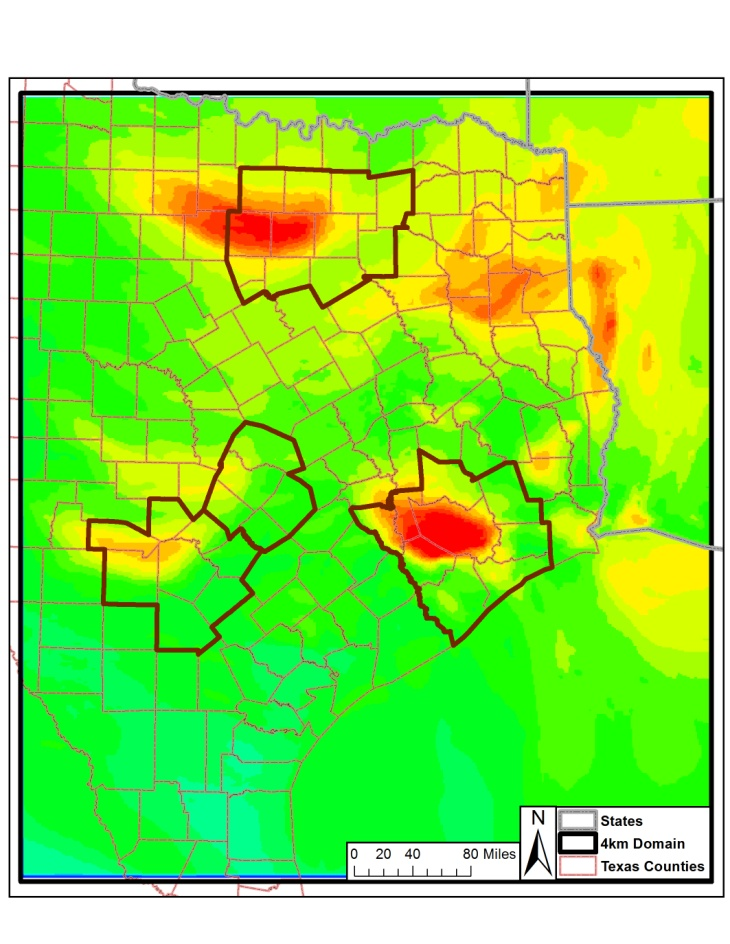 N
States
4km Domain
Texas Counties
0 20 40 80 Miles